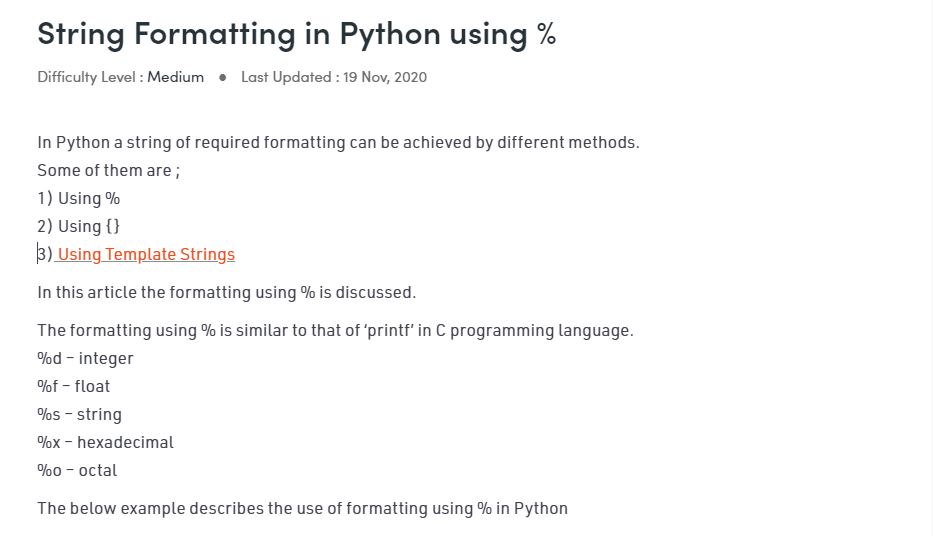 String Formatting in Python using %
Difficulty Level : Medium ● Last Updated : 19 Nov, 2020
In Python a string of required formatting can be achieved by different methods.
Some of them are ;
1) Using %
2) Using {}
3) Using Template Strings
In this article the formatting using % is discussed.
The formatting using % is similar to that of ‘printf’ in C programming language.
%d – integer
%f – float
%s – string
%x – hexadecimal
%o – octal
The below example describes the use of formatting using % in Python